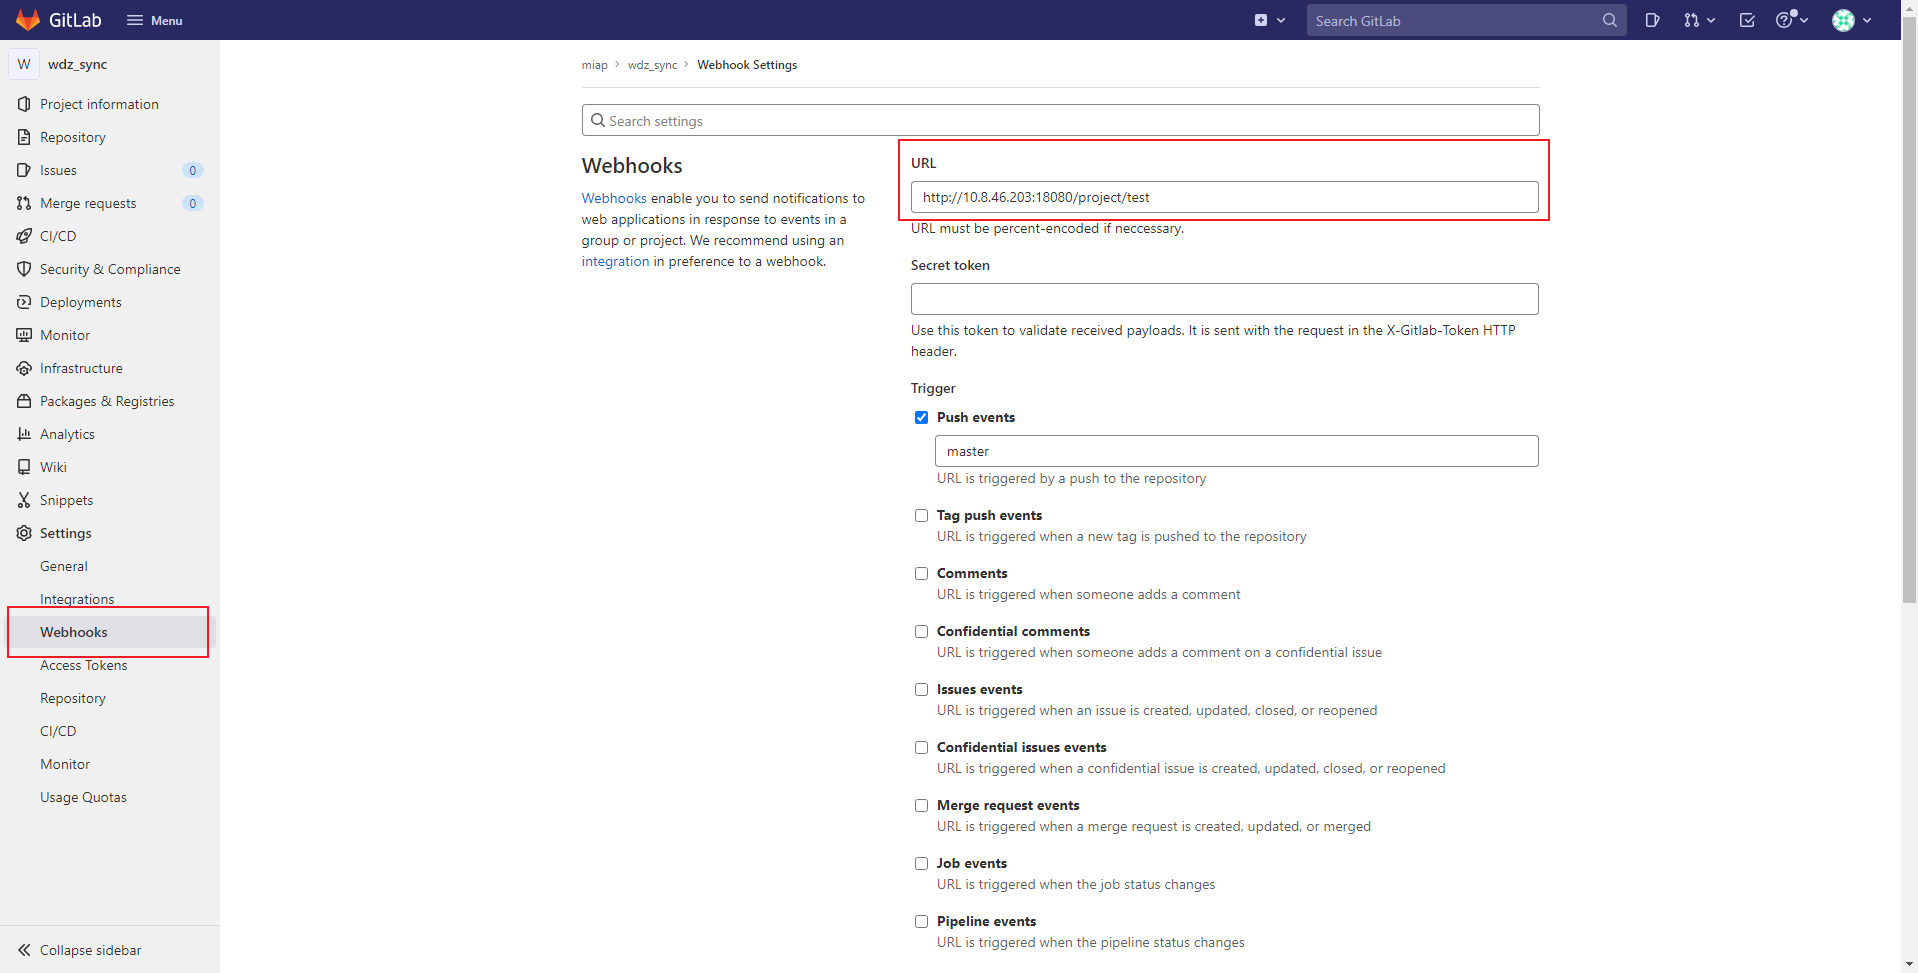 GitLab
Menu
Search GitLab
W
wdz_sync
Project information
Repository
Issues
0
Merge requests
0
CI/CD
Security & Compliance
Deployments
Monitor
Infrastructure
Packages & Registries
Analytics
Wiki
Snippets
Settings
General
Integrations
Webhooks
Access Tokens
Repository
CI/CD
Monitor
Usage Quotas
Collapse sidebar
miap > wdz_sync > Webhook Settings
Search settings
Webhooks
Webhooks enable you to send notifications to
web applications in response to events in a
group or project. We recommend using an
integration in preference to a webhook.
URL
http://10.8.46.203:18080/project/test
URL must be percent-encoded if neccessary.
Secret token
Use this token to validate received payloads. It is sent with the request in the X-Gitlab-Token HTTP
header.
Trigger
Push events
master
URL is triggered by a push to the repository
Tag push events
URL is triggered when a new tag is pushed to the repository
Comments
URL is triggered when someone adds a comment
Confidential comments
URL is triggered when someone adds a comment on a confidential issue
Issues events
URL is triggered when an issue is created, updated, closed, or reopened
Confidential issues events
URL is triggered when a confidential issue is created, updated, closed, or reopened
Merge request events
URL is triggered when a merge request is created, updated, or merged
Job events
URL is triggered when the job status changes
Pipeline events
URL is triggered when the pipeline status changes